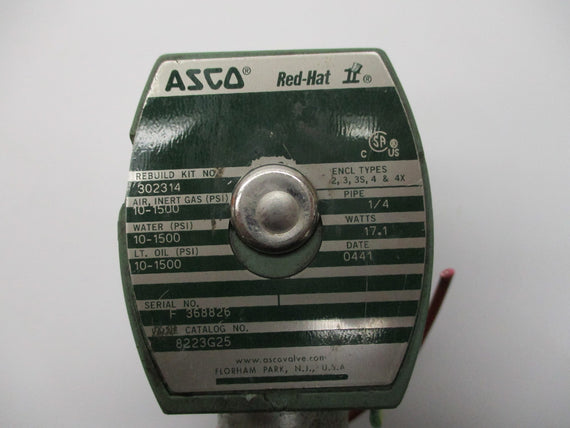 ASCO® Red-Hat II®
C SA ® US
REBUILD KIT NO.
302314
AIR, INERT GAS (PSI)
10-1500
WATER (PSI)
10-1500
LT. OIL (PSI)
10-1500
ENCL TYPES
2, 3, 3S, 4 & 4X
PIPE
1/4
WATTS
17.1
DATE
0441
SERIAL NO.
F 368826
CATALOG NO.
8223G25
www.ascovalve.com
FLORHAM PARK, N.J., U.S.A